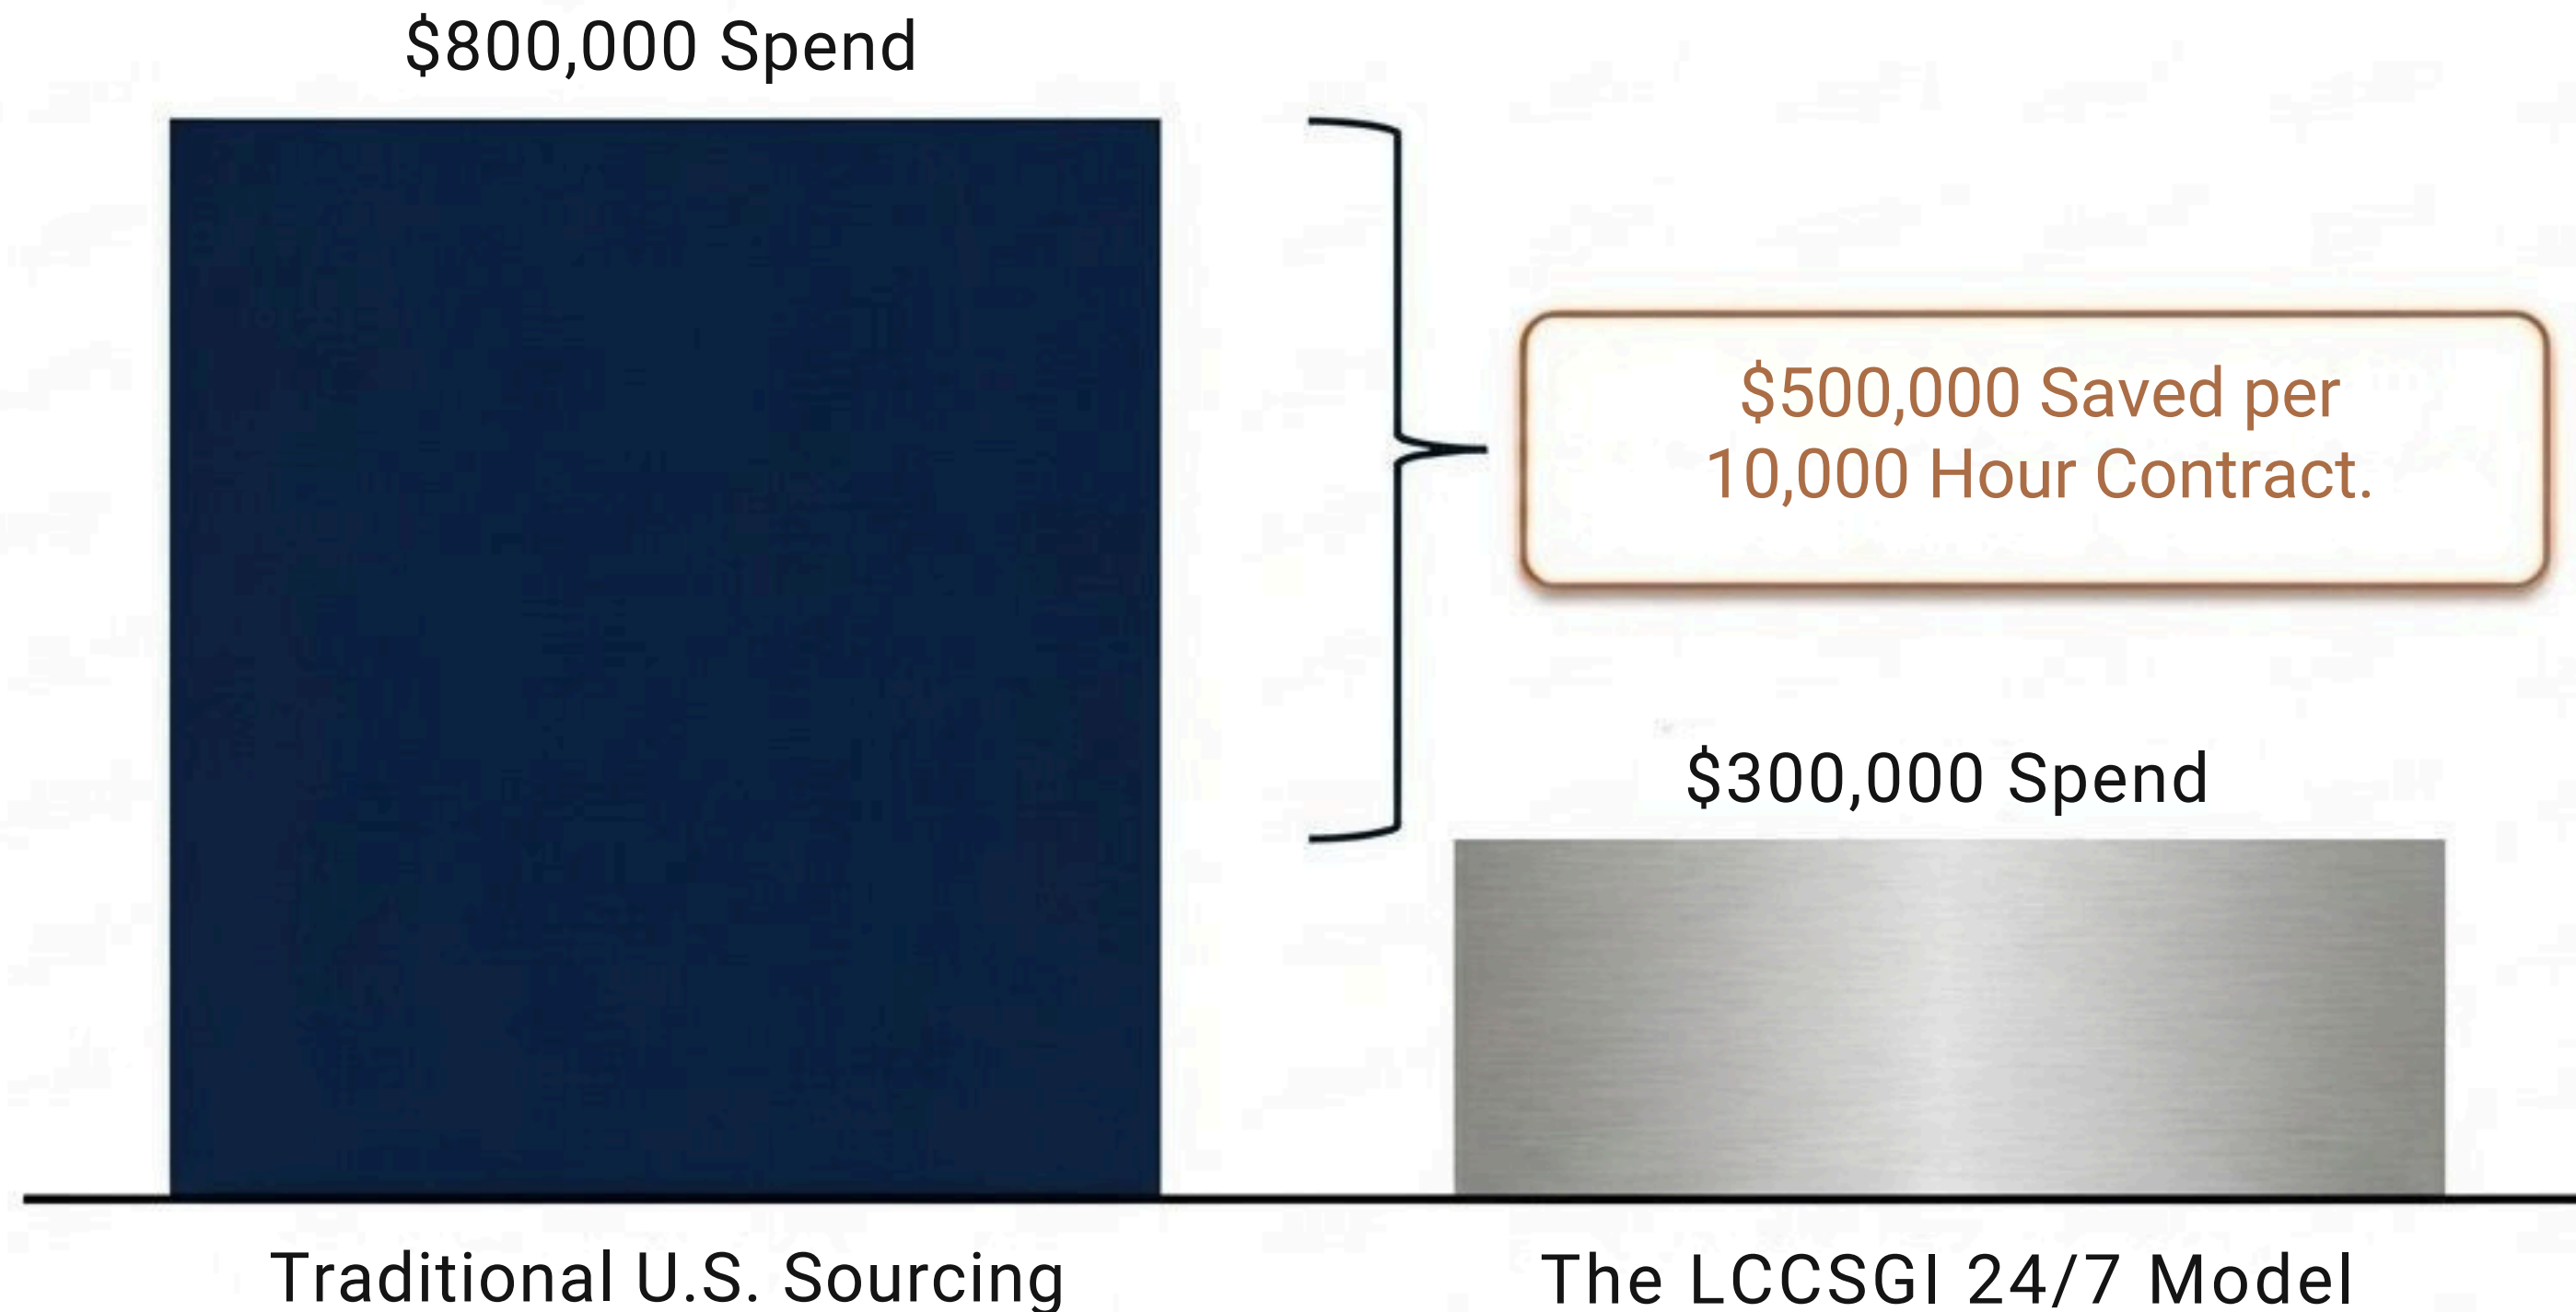 $800,000 Spend
$500,000 Saved per
10,000 Hour Contract.
$300,000 Spend
Traditional U.S. Sourcing
The LCCSGI 24/7 Model